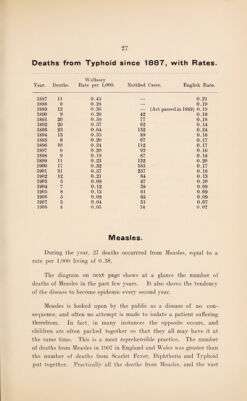 27
Deaths from Typhoid since 1887, with Rates.
Wallasey
Year. Deaths. Rate per 1,000. Notified Cases. English Rate.
1887 11 0.45 — 0.21
1888 9 0.28 — 0.19
1889 12 0.36 — (Act passed in 1889) 0.19
1890 9 0.26 42 0.19
1891 20 0.59 77 0.18
1892 20 0.57 62 0.14
1893 23 0.64 132 0.24
1894 13 0.35 89 0.16
1895 8 0.20 67 0.17
1896 10 0.24 112 0.17
1897 9 0.20 93 0.16
1898 9 0.19 87 0.18
1899 11 0.23 132 0.20
1900 17 0.32 163 0.17
1901 31 0.57 257 0.16
1902 12 0.21 84 0.13
1903 5 0.08 47 0.10
1904 7 0.12 38 0.09
1905 8 0.13 61 0.09
1906 5 0.08 63 0.09
1907 3 0.04 51 0.07
1908 4 0.05 74 0.07
Measles.
During the year, 27 deaths occurrred from Measles, equal to a
rate per 1,000 living of 0.38.
The diagram on next page shows at a glance the number of
deaths of Measles in the past few years. It also shows the tendency
of the disease to become epidemic every second year.
Measles is looked upon by the public as a disease of no con-
sequence, and often no attempt is made to isolate a patient suffering
therefrom. In fact, in many instances the opposite occurs, and
children are often packed together so that they all may have it at
the same time. This is a most reprehensible practice. The number
of deaths from Measles in 1907 in England and Wales was greater than
the number of deaths from Scarlet Fever, Diphtheria and Typhoid
put together. Practically all the deaths from Measles, and the vast